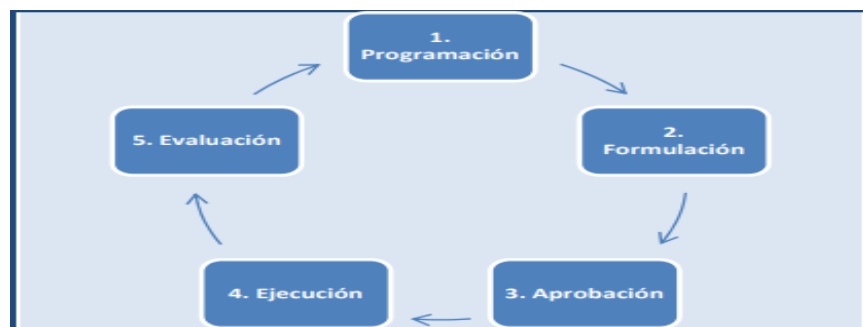 1.
Programación
2.
Formulación
3. Aprobación
4. Ejecución
5. Evaluación